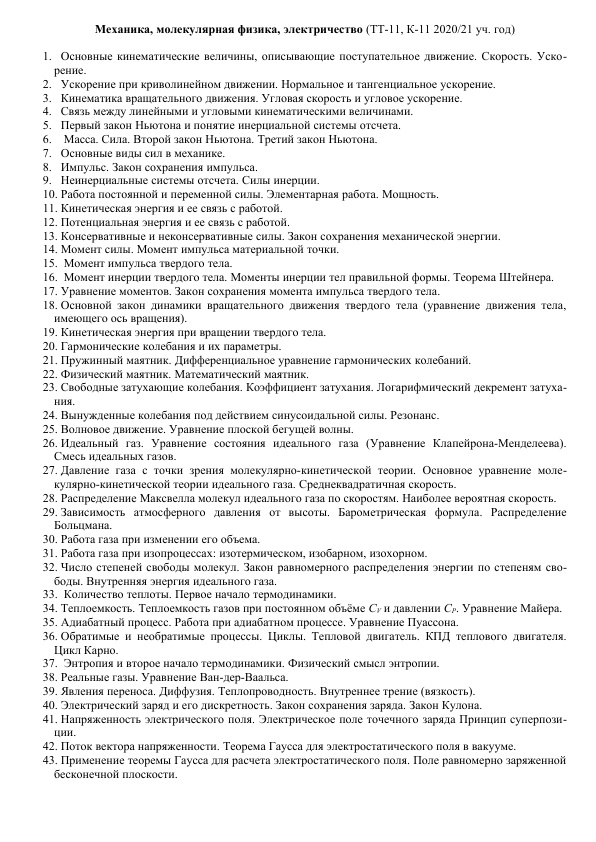 Механика, молекулярная физика, электричество (ТТ-11, К-11 2020/21 уч. год)
1. Основные кинематические величины, описывающие поступательное движение. Скорость. Уско-
рение.
2. Ускорение при криволинейном движении. Нормальное и тангенциальное ускорение.
3. Кинематика вращательного движения. Угловая скорость и угловое ускорение.
4. Связь между линейными и угловыми кинематическими величинами.
5. Первый закон Ньютона и понятие инерциальной системы отсчета.
6. Масса. Сила. Второй закон Ньютона. Третий закон Ньютона.
7. Основные виды сил в механике.
8. Импульс. Закон сохранения импульса.
9. Неинерциальные системы отсчета. Силы инерции.
10. Работа постоянной и переменной силы. Элементарная работа. Мощность.
11. Кинетическая энергия и ее связь с работой.
12. Потенциальная энергия и ее связь с работой.
13. Консервативные и неконсервативные силы. Закон сохранения механической энергии.
14. Момент силы. Момент импульса материальной точки.
15. Момент импульса твердого тела.
16. Момент инерции твердого тела. Моменты инерции тел правильной формы. Теорема Штейнера.
17. Уравнение моментов. Закон сохранения момента импульса твердого тела.
18. Основной закон динамики вращательного движения твердого тела (уравнение движения тела,
имеющего ось вращения).
19. Кинетическая энергия при вращении твердого тела.
20. Гармонические колебания и их параметры.
21. Пружинный маятник. Дифференциальное уравнение гармонических колебаний.
22. Физический маятник. Математический маятник.
23. Свободные затухающие колебания. Коэффициент затухания. Логарифмический декремент затуха-
ния.
24. Вынужденные колебания под действием синусоидальной силы. Резонанс.
25. Волновое движение. Уравнение плоской бегущей волны.
26. Идеальный газ. Уравнение состояния идеального газа (Уравнение Клапейрона-Менделеева).
Смесь идеальных газов.
27. Давление газа с точки зрения молекулярно-кинетической теории. Основное уравнение моле-
кулярно-кинетической теории идеального газа. Среднеквадратичная скорость.
28. Распределение Максвелла молекул идеального газа по скоростям. Наиболее вероятная скорость.
29. Зависимость атмосферного давления от высоты. Барометрическая формула. Распределение
Больцмана.
30. Работа газа при изменении его объема.
31. Работа газа при изопроцессах: изотермическом, изобарном, изохорном.
32. Число степеней свободы молекул. Закон равномерного распределения энергии по степеням сво-
боды. Внутренняя энергия идеального газа.
33. Количество теплоты. Первое начало термодинамики.
34. Теплоемкость. Теплоемкость газов при постоянном объёме CV и давлении CP. Уравнение Майера.
35. Адиабатный процесс. Работа при адиабатном процессе. Уравнение Пуассона.
36. Обратимые и необратимые процессы. Циклы. Тепловой двигатель. КПД теплового двигателя.
Цикл Карно.
37. Энтропия и второе начало термодинамики. Физический смысл энтропии.
38. Реальные газы. Уравнение Ван-дер-Ваальса.
39. Явления переноса. Диффузия. Теплопроводность. Внутреннее трение (вязкость).
40. Электрический заряд и его дискретность. Закон сохранения заряда. Закон Кулона.
41. Напряженность электрического поля. Электрическое поле точечного заряда Принцип суперпози-
ции.
42. Поток вектора напряженности. Теорема Гаусса для электростатического поля в вакууме.
43. Применение теоремы Гаусса для расчета электростатического поля. Поле равномерно заряженной
бесконечной плоскости.